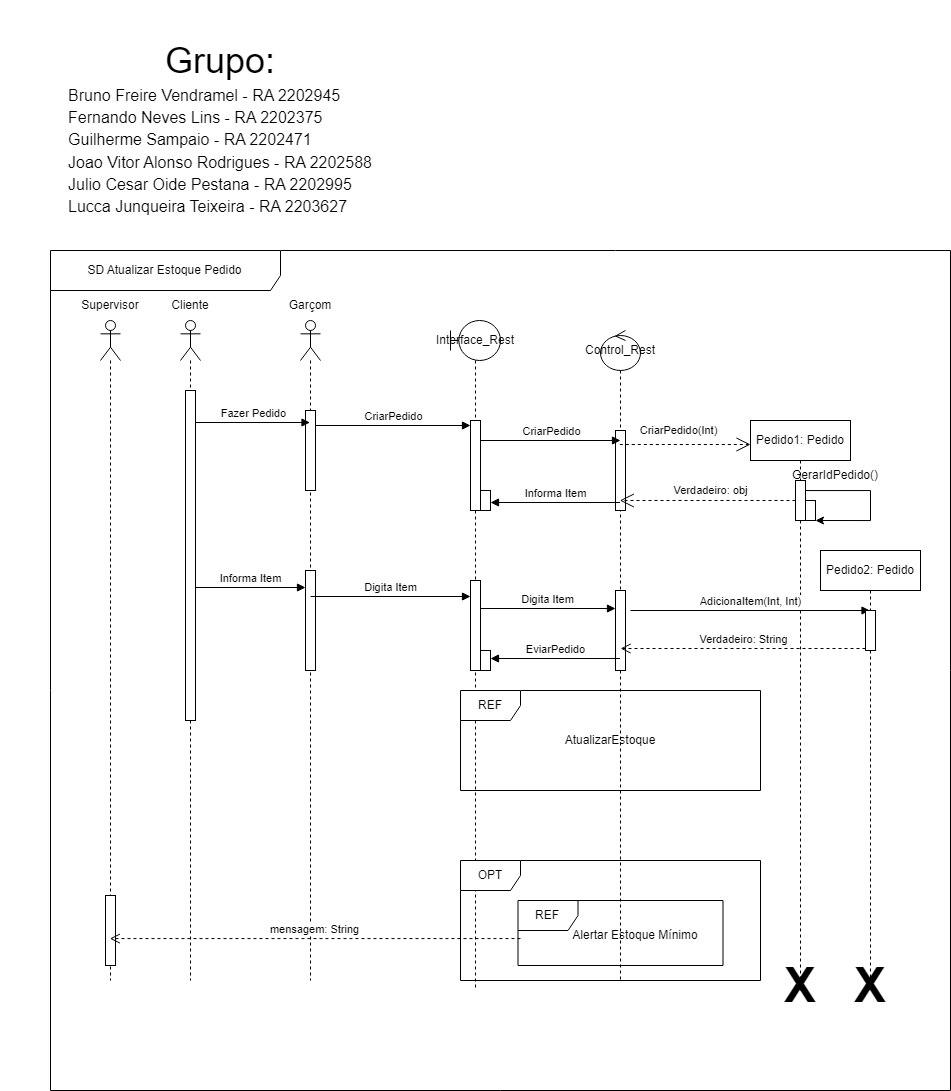 Grupo:
Bruno Freire Vendramel - RA 2202945
Fernando Neves Lins - RA 2202375
Guilherme Sampaio - RA 2202471
Joao Vitor Alonso Rodrigues - RA 2202588
Julio Cesar Oide Pestana - RA 2202995
Lucca Junqueira Teixeira - RA 2203627
SD Atualizar Estoque Pedido
Supervisor
Cliente
Garçom
Interface_Rest
Control_Rest
Fazer Pedido
CriarPedido
CriarPedido
CriarPedido(Int)
Pedido1: Pedido
GerarIdPedido()
Verdadeiro: obj
Informa Item
Pedido2: Pedido
Informa Item
Digita Item
Digita Item
AdicionaItem(Int, Int)
Verdadeiro: String
EviarPedido
REF
AtualizarEstoque
OPT
REF
Alertar Estoque Mínimo
mensagem: String
X X